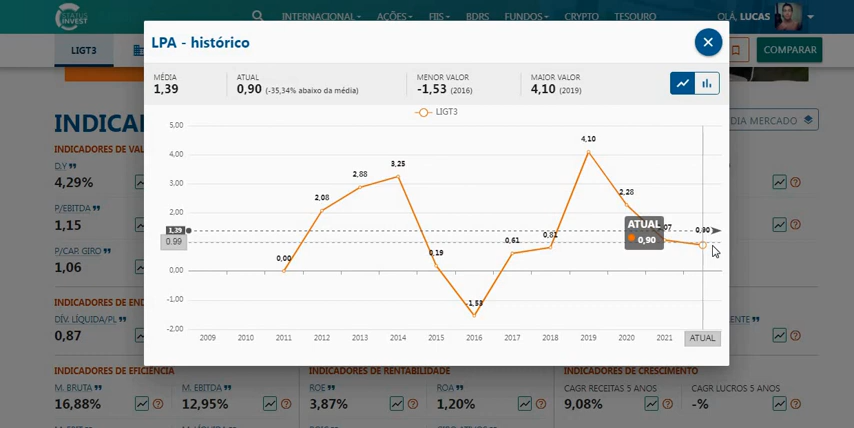 STATUS INVEST
INTERNACIONAL AÇÕES FIIS BDRS FUNDOS CRYPTO TESOURO OLÁ, LUCAS
LIGT3 COMPARAR
LPA - histórico
MÉDIA ATUAL MENOR VALOR MAIOR VALOR
1,39 0,90 (-35,34% abaixo da média) -1,53 (2016) 4,10 (2019)
LIGT3
5,00
4,00
3,00
2,00
1,39
0.99
0,00
-1,00
-2,00
0,00 2,08 2,88 3,25 0,19 -1,53 0,61 0,81 4,10 2,28 07 0,90
ATUAL
0,90
2009 2010 2011 2012 2013 2014 2015 2016 2017 2018 2019 2020 2021 ATUAL
INDICA
DIA MERCADO
INDICADORES DE VAL
D.Y
4,29%
P/EBITDA
1,15
P/CAP. GIRO
1,06
INDICADORES DE END
DÍV. LÍQUIDA/PL ENTE
0,87
INDICADORES DE EFICIÊNCIA INDICADORES DE RENTABILIDADE INDICADORES DE CRESCIMENTO
M. BRUTA M. EBITDA ROE ROA CAGR RECEITAS 5 ANOS CAGR LUCROS 5 ANOS
16,88% 12,95% 3,87% 1,20% 9,08% -%